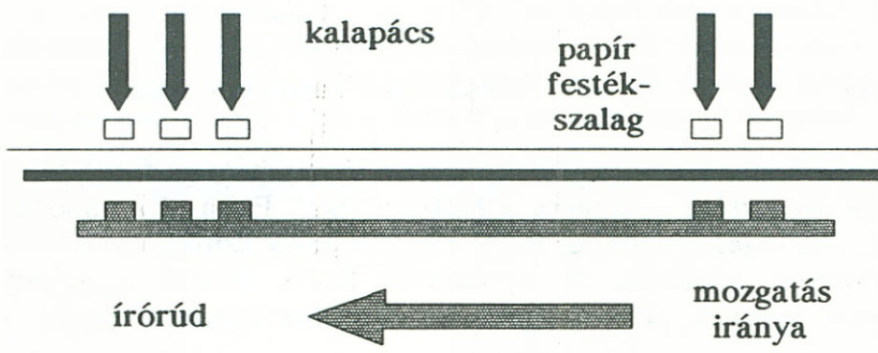 kalapács
papír
festék-
szalag
írórúd
mozgatás
iránya